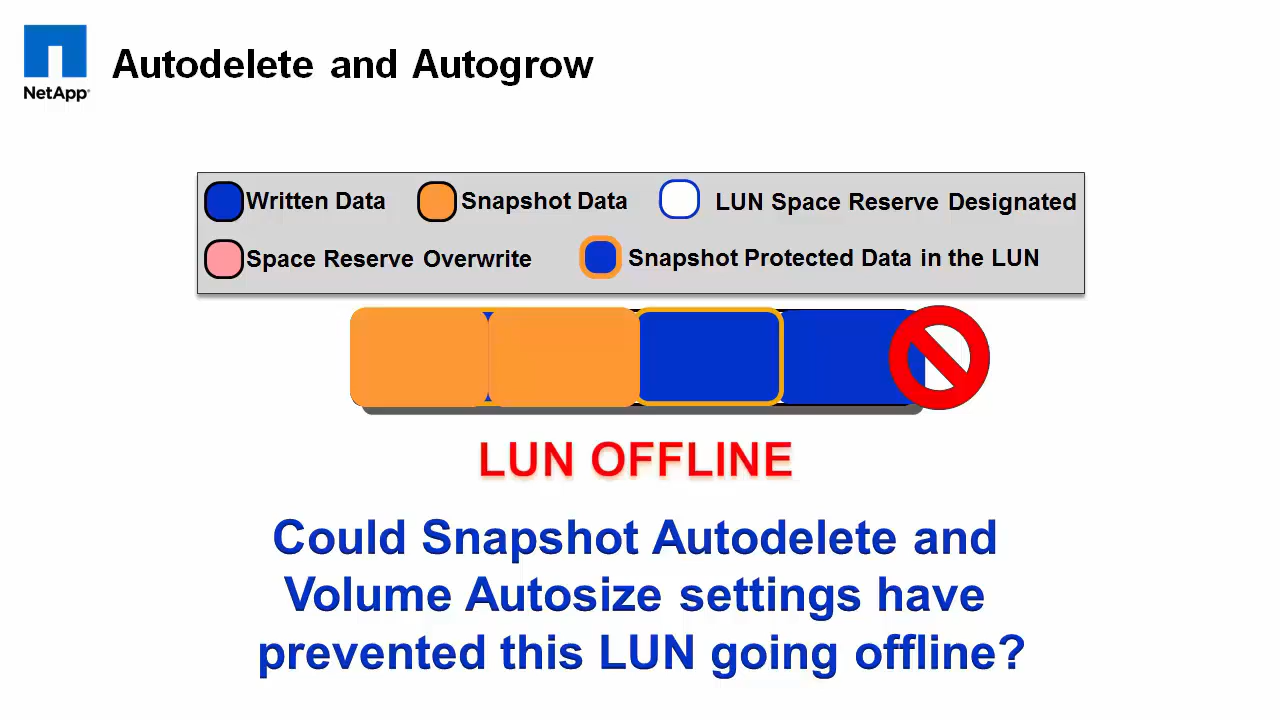 NetApp®
Autodelete and Autogrow
Written Data
Snapshot Data
LUN Space Reserve Designated
Space Reserve Overwrite
Snapshot Protected Data in the LUN
LUN OFFLINE
Could Snapshot Autodelete and
Volume Autosize settings have
prevented this LUN going offline?